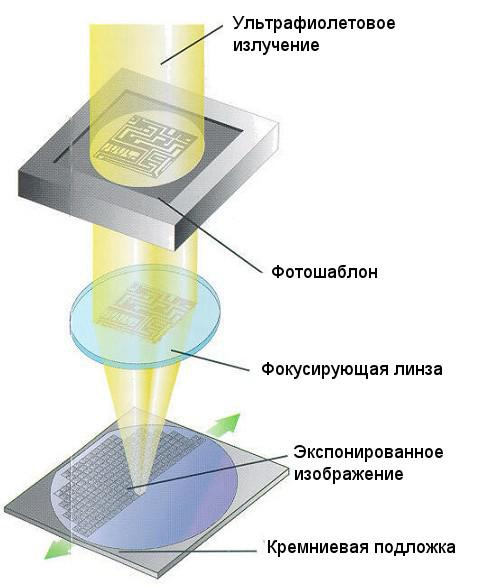 Ультрафиолетовое
излучение
Фотошаблон
Фокусирующая линза
Экспонированное
изображение
Кремниевая подложка